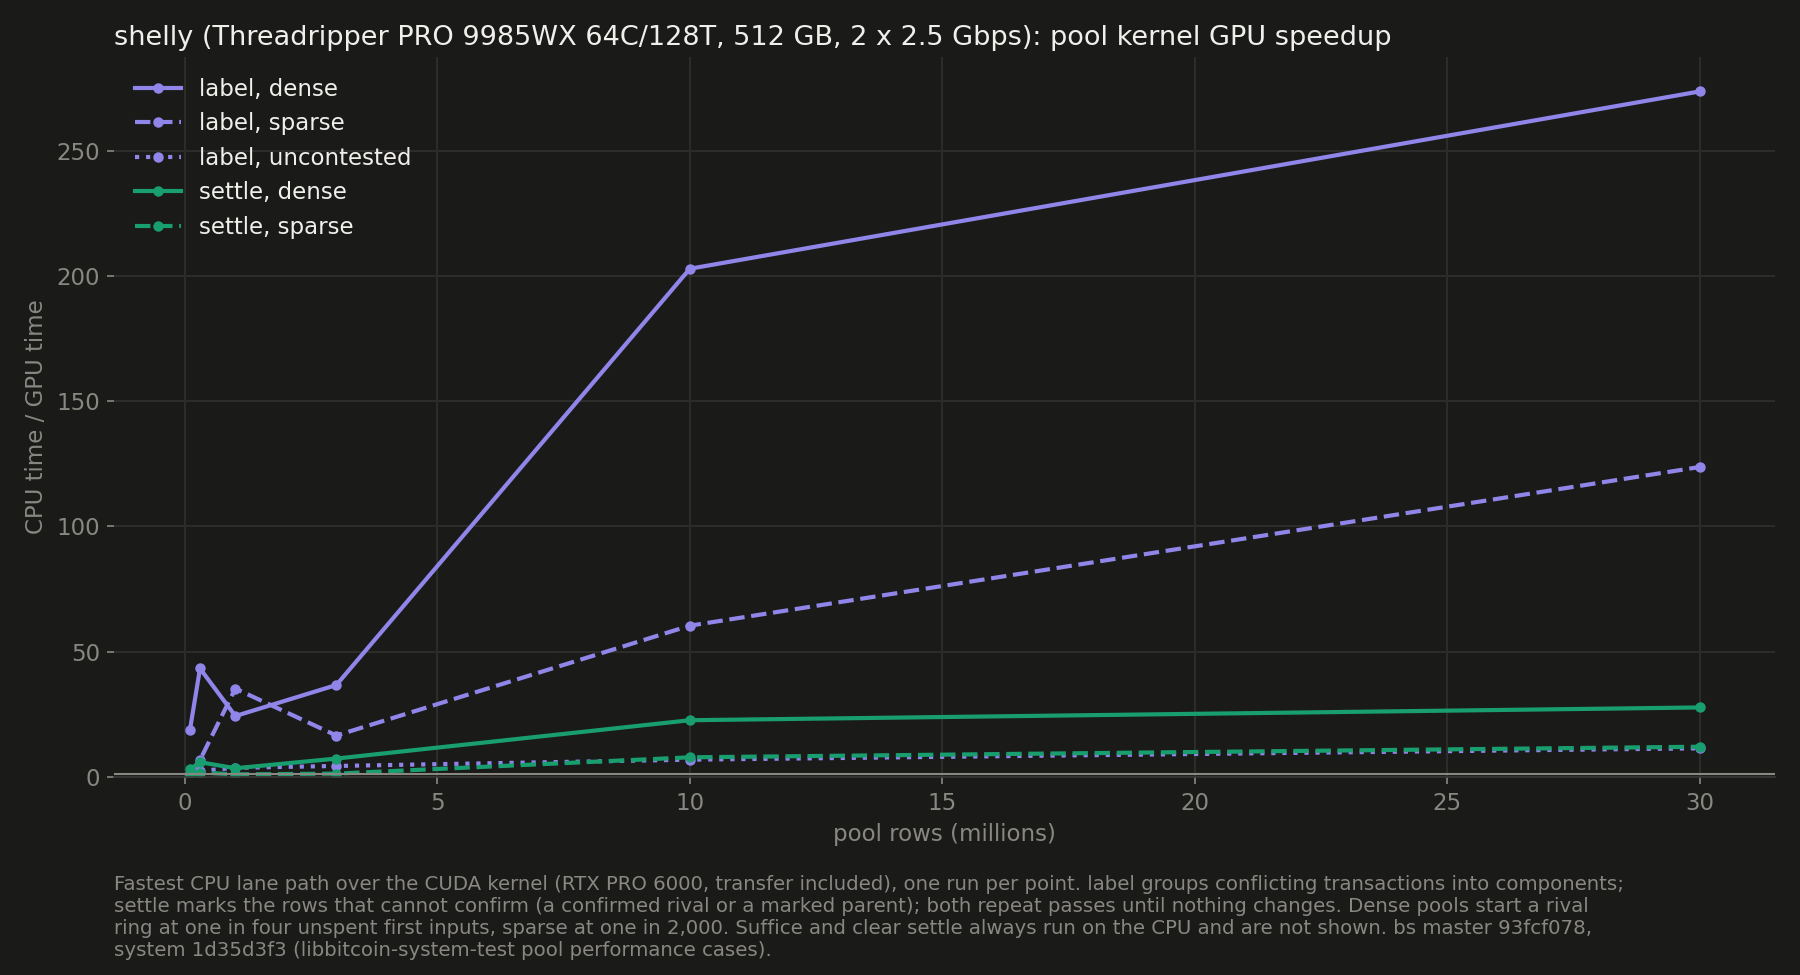 shelly (Threadripper PRO 9985WX 64C/128T, 512 GB, 2 x 2.5 Gbps): pool kernel GPU speedup
label, dense
label, sparse
label, uncontested
settle, dense
settle, sparse
CPU time / GPU time
250
200
150
100
50
0
0 5 10 15 20 25 30
pool rows (millions)
Fastest CPU lane path over the CUDA kernel (RTX PRO 6000, transfer included), one run per point. label groups conflicting transactions into components;
settle marks the rows that cannot confirm (a confirmed rival or a marked parent); both repeat passes until nothing changes. Dense pools start a rival
ring at one in four unspent first inputs, sparse at one in 2,000. Suffice and clear settle always run on the CPU and are not shown. bs master 93fcf078,
system 1d35d3f3 (libbitcoin-system-test pool performance cases).